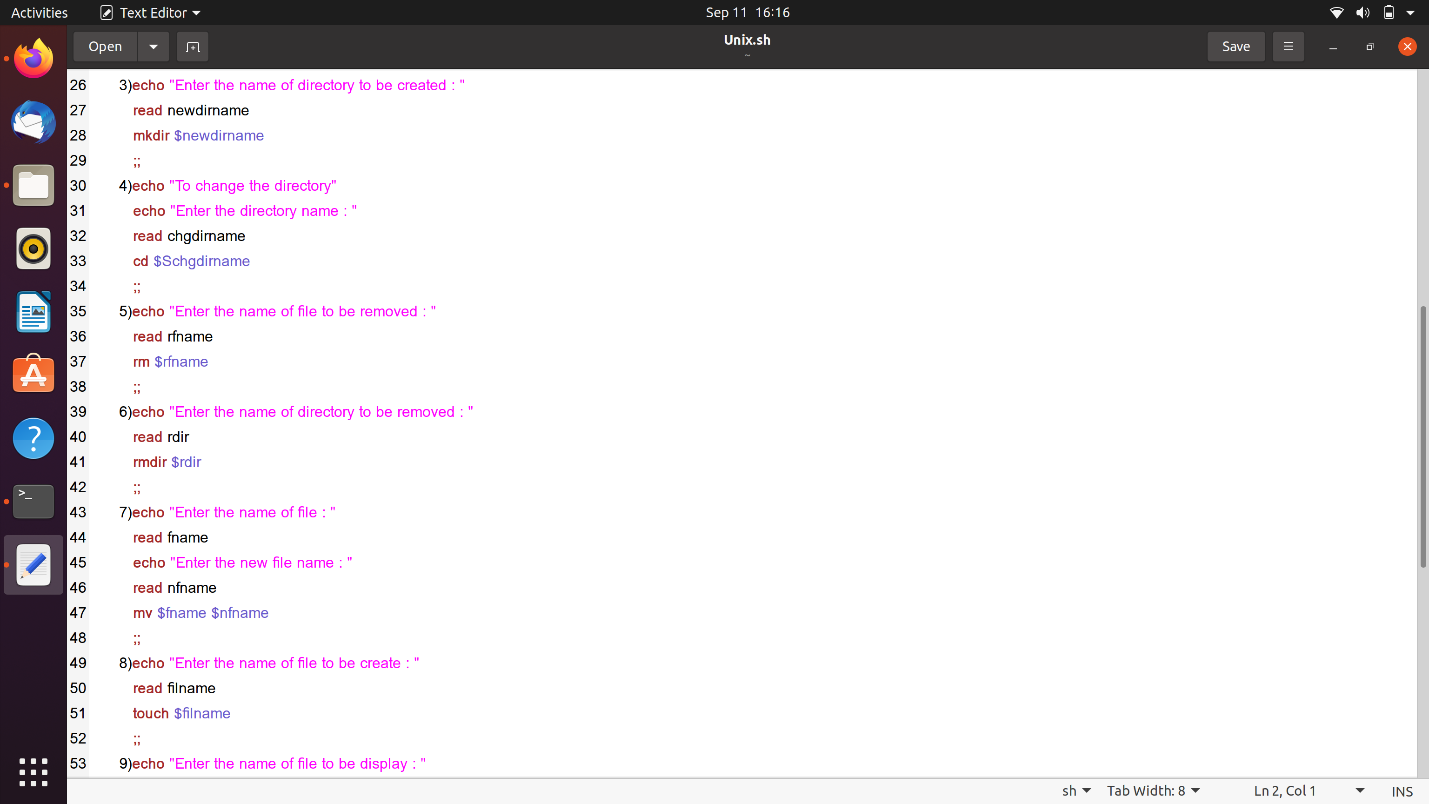 Activities
Text Editor
Sep 11 16:16
Open
Unix.sh
~
Save
26 3)echo "Enter the name of directory to be created : "
27 read newdirname
28 mkdir $newdirname
29 ;;
30 4)echo "To change the directory"
31 echo "Enter the directory name : "
32 read chgdirname
33 cd $Schgdirname
34 ;;
35 5)echo "Enter the name of file to be removed : "
36 read rfname
37 rm $rfname
38 ;;
39 6)echo "Enter the name of directory to be removed : "
40 read rdir
41 rmdir $rdir
42 ;;
43 7)echo "Enter the name of file : "
44 read fname
45 echo "Enter the new file name : "
46 read nfname
47 mv $fname $nfname
48 ;;
49 8)echo "Enter the name of file to be create : "
50 read filname
51 touch $filname
52 ;;
53 9)echo "Enter the name of file to be display : "
sh
Tab Width: 8
Ln 2, Col 1
INS